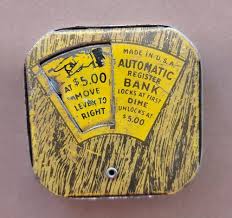 AT $5.00
MOVE
LEVER TO
RIGHT
MADE IN U.S.A.
AUTOMATIC
REGISTER
BANK
LOCKS AT FIRST
DIME
UNLOCKS AT
$5.00